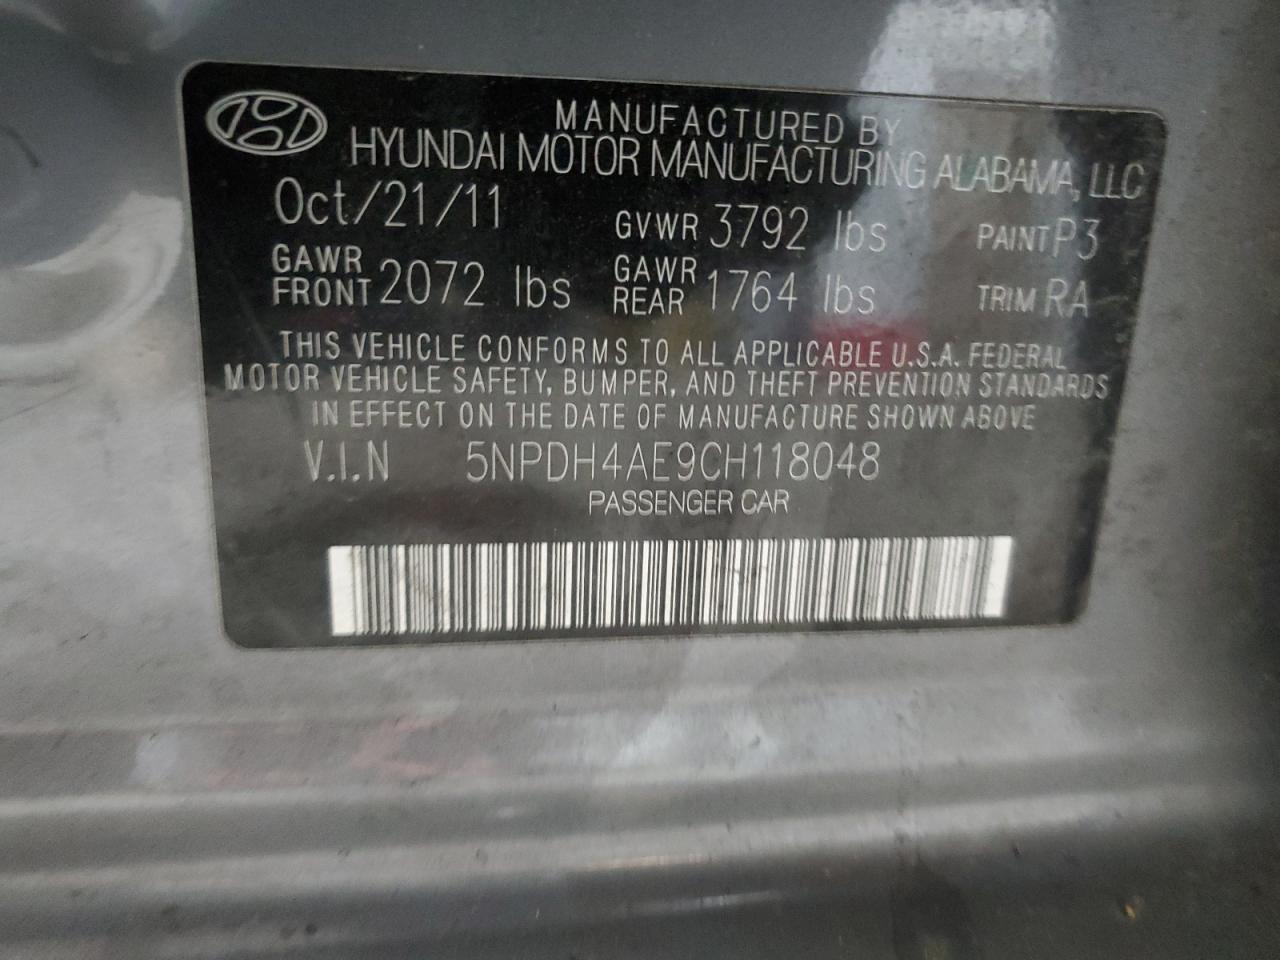 MANUFACTURED BY
HYUNDAI MOTOR MANUFACTURING ALABAMA, LLC
Oct/21/11 GVWR 3792 lbs PAINT P3
GAWR FRONT 2072 lbs GAWR REAR 1764 lbs TRIM RA
THIS VEHICLE CONFORMS TO ALL APPLICABLE U.S.A. FEDERAL
MOTOR VEHICLE SAFETY, BUMPER, AND THEFT PREVENTION STANDARDS
IN EFFECT ON THE DATE OF MANUFACTURE SHOWN ABOVE
V.I.N 5NPDH4AE9CH118048
PASSENGER CAR